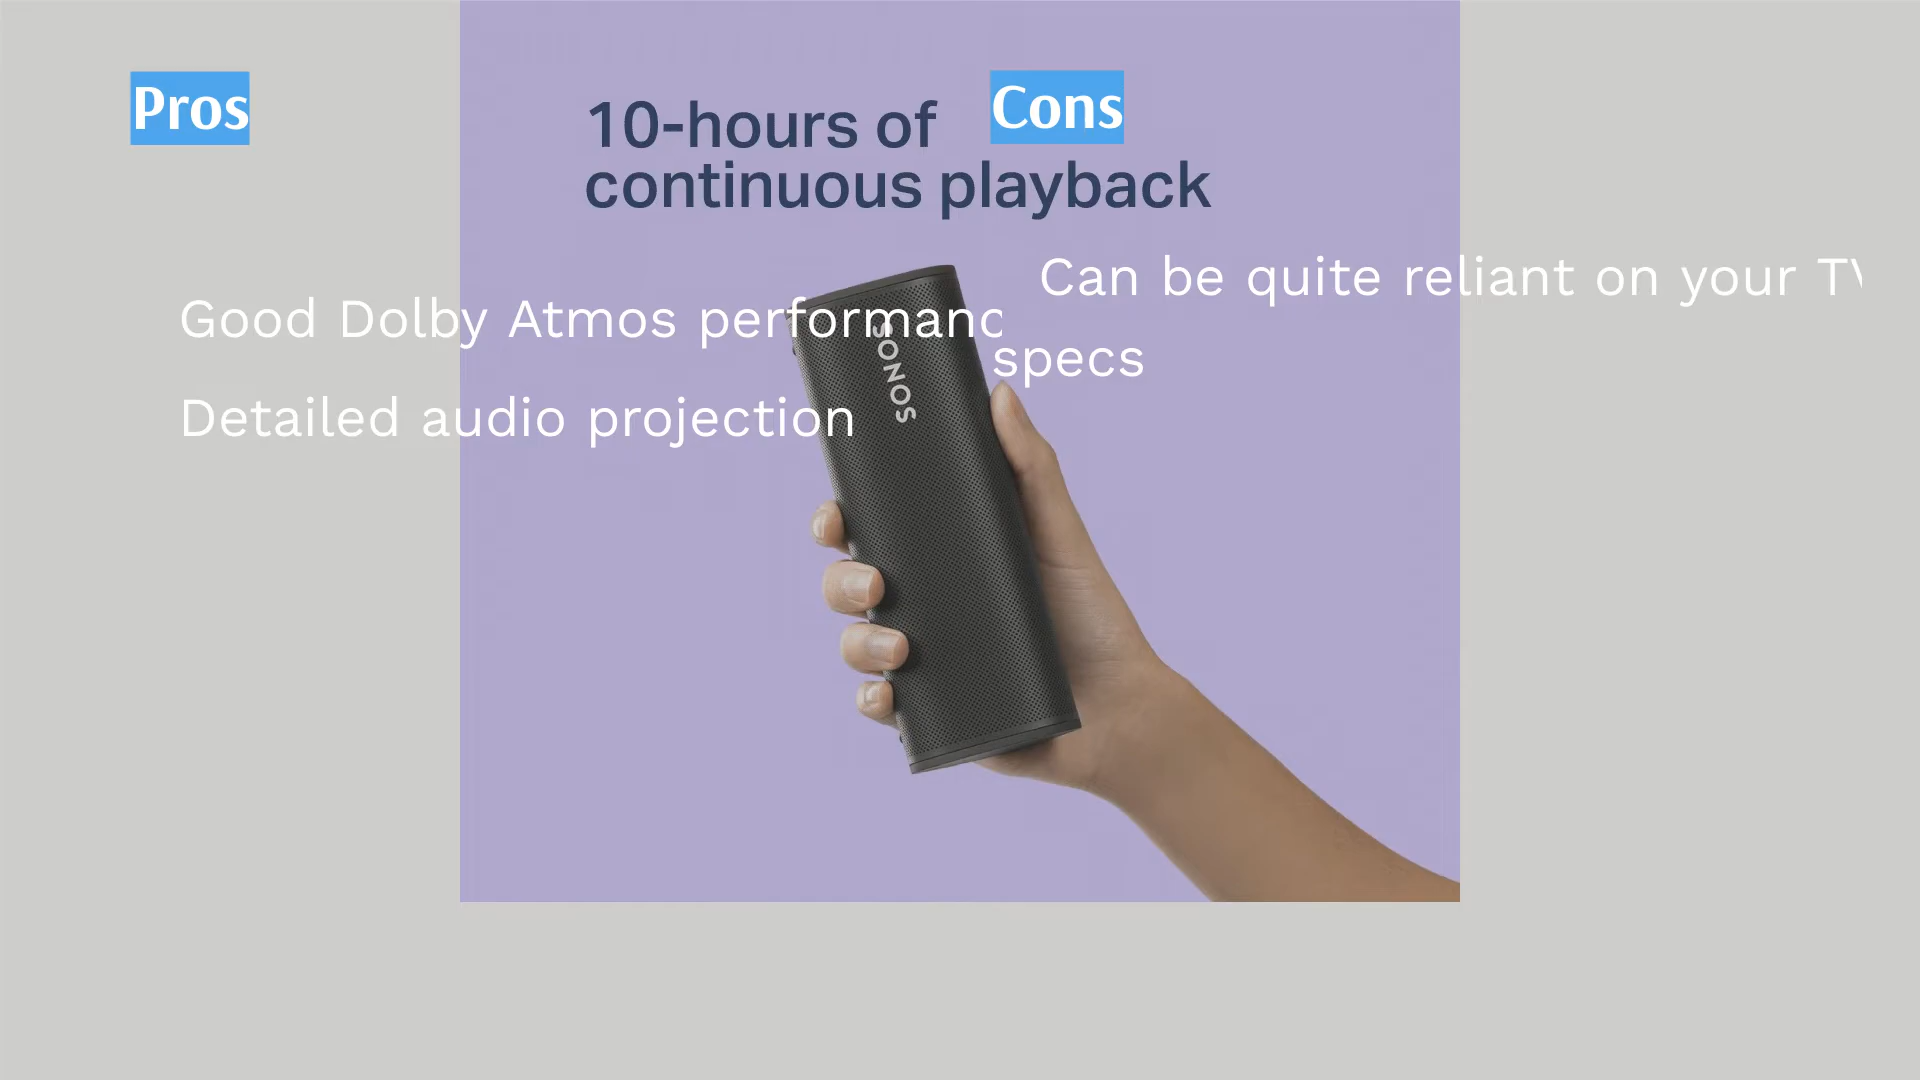 Pros
10-hours of
continuous playback
Cons
Good Dolby Atmos performanc
Detailed audio projection
Can be quite reliant on your TV
specs
SONOS